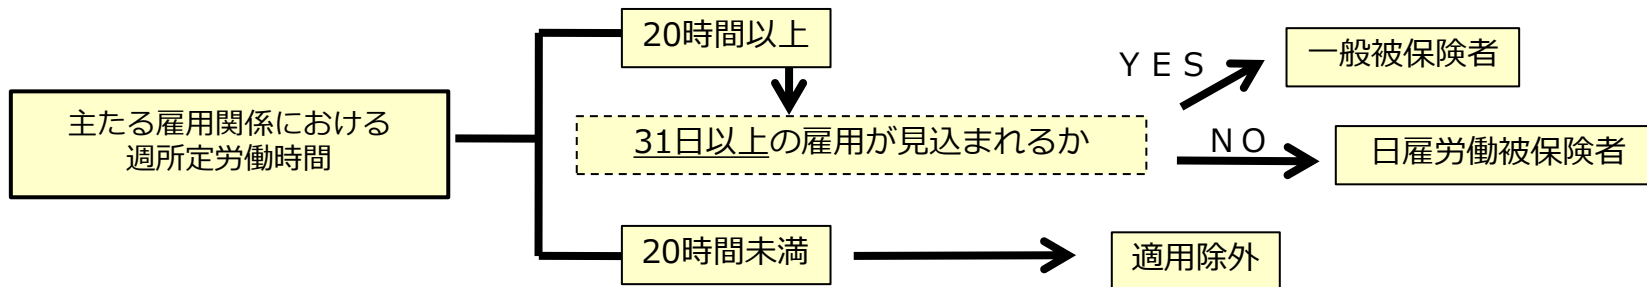 20時間以上
ＹＥＳ
一般被保険者
主たる雇用関係における
週所定労働時間
31日以上の雇用が見込まれるか
ＮＯ
日雇労働被保険者
20時間未満
適用除外